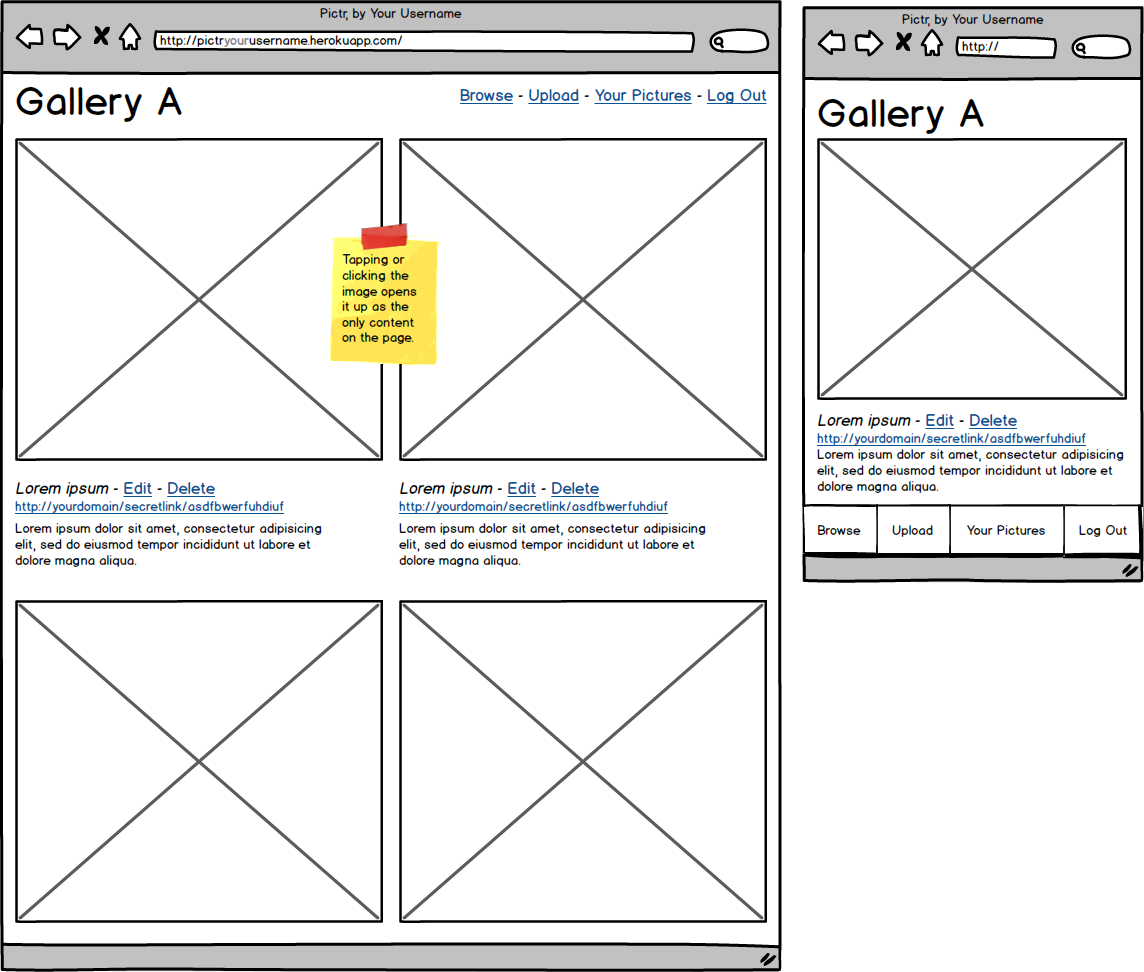 Pictr, by Your Username
http://pictryourusername.herokuapp.com/
Gallery A
Browse - Upload - Your Pictures - Log Out
Tapping or
clicking the
image opens
it up as the
only content
on the page.
Lorem ipsum - Edit - Delete
http://yourdomain/secretlink/asdfbwerfuhdiuf
Lorem ipsum dolor sit amet, consectetur adipisicing
elit, sed do eiusmod tempor incididunt ut labore et
dolore magna aliqua.
Lorem ipsum - Edit - Delete
http://yourdomain/secretlink/asdfbwerfuhdiuf
Lorem ipsum dolor sit amet, consectetur adipisicing
elit, sed do eiusmod tempor incididunt ut labore et
dolore magna aliqua.
Pictr, by Your Username
http://
Gallery A
Lorem ipsum - Edit - Delete
http://yourdomain/secretlink/asdfbwerfuhdiuf
Lorem ipsum dolor sit amet, consectetur adipisicing
elit, sed do eiusmod tempor incididunt ut labore et
dolore magna aliqua.
Browse Upload Your Pictures Log Out